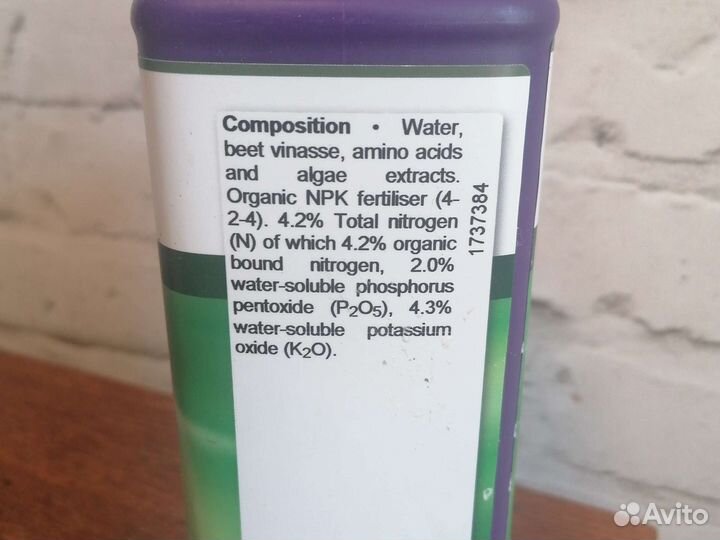 Composition • Water,
beet vinasse, amino acids
and algae extracts.
Organic NPK fertiliser (4-
2-4). 4.2% Total nitrogen
(N) of which 4.2% organic
bound nitrogen, 2.0%
water-soluble phosphorus
pentoxide (P₂O₅), 4.3%
water-soluble potassium
oxide (K₂O).
1737384
Avito